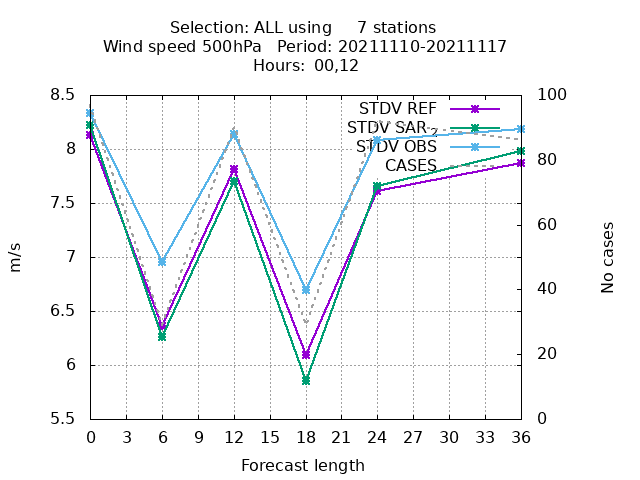 Selection: ALL using     7 stations
Wind speed 500hPa   Period: 20211110-20211117
Hours:  00,12
8.5
8
7.5
7
6.5
6
5.5
m/s
100
80
60
40
20
0
No cases
STDV REF
STDV SAR
STDV OBS
CASES
0 3 6 9 12 15 18 21 24 27 30 33 36
Forecast length